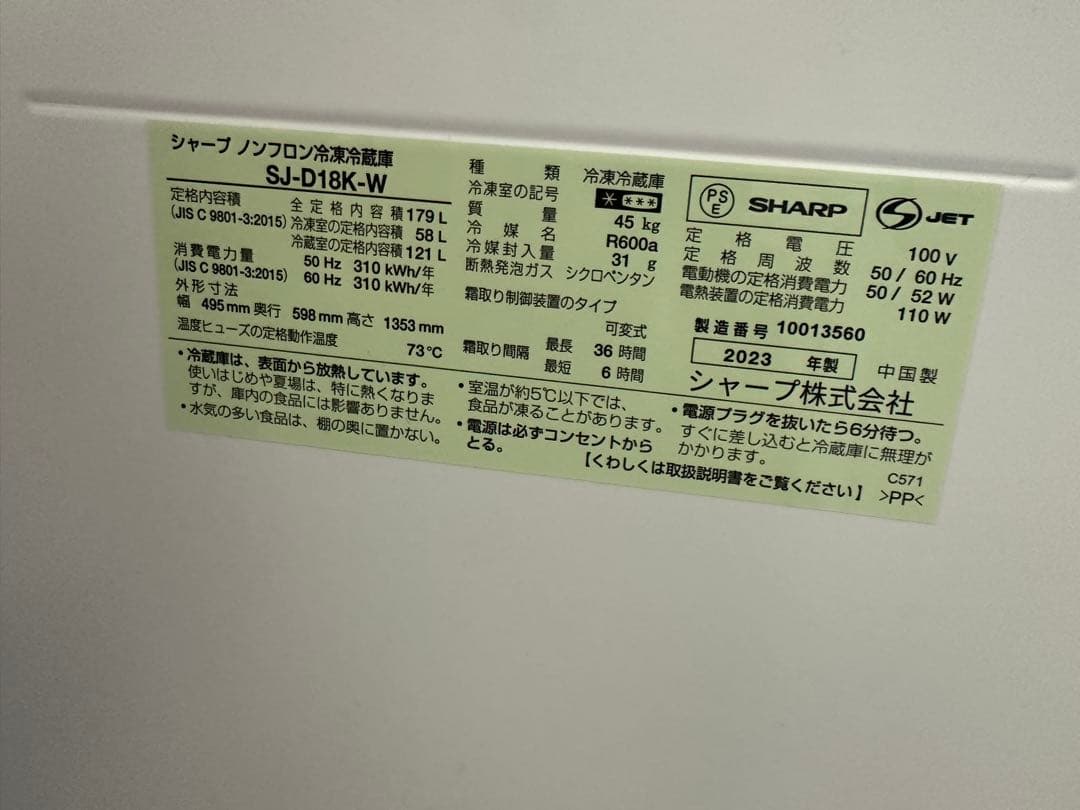 シャープ ノンフロン冷凍冷蔵庫
SJ-D18K-W
定格内容積
(JIS C 9801-3:2015)
全定格内容積 179 L
冷凍室の定格内容積 58 L
冷蔵室の定格内容積 121 L
消費電力量
(JIS C 9801-3:2015)
50 Hz 310 kWh/年
60 Hz 310 kWh/年
外形寸法
幅 495 mm 奥行 598 mm 高さ 1353 mm
温度ヒューズの定格動作温度 73℃
種類 冷凍冷蔵庫
冷凍室の記号 * ***
質量 45 kg
冷媒名 R600a
冷媒封入量 31 g
断熱発泡ガス シクロペンタン
霜取り制御装置のタイプ
可変式
霜取り間隔 最長 36 時間
最短 6 時間
PS
E
SHARP
JET
定格電圧 100 V
定格周波数 50 / 60 Hz
電動機の定格消費電力 50 / 52 W
電熱装置の定格消費電力 110 W
製造番号 10013560
2023 年製
中国製
シャープ株式会社
・冷蔵庫は、表面から放熱しています。
使いはじめや夏場は、特に熱くなりま
すが、庫内の食品には影響ありません。
・水気の多い食品は、棚の奥に置かない。
・室温が約5℃以下では、
食品が凍ることがあります。
・電源は必ずコンセントから
とる。
・電源プラグを抜いたら6分待つ。
すぐに差し込むと冷蔵庫に無理が
かかります。
【くわしくは取扱説明書をご覧ください】
C571
>PP<